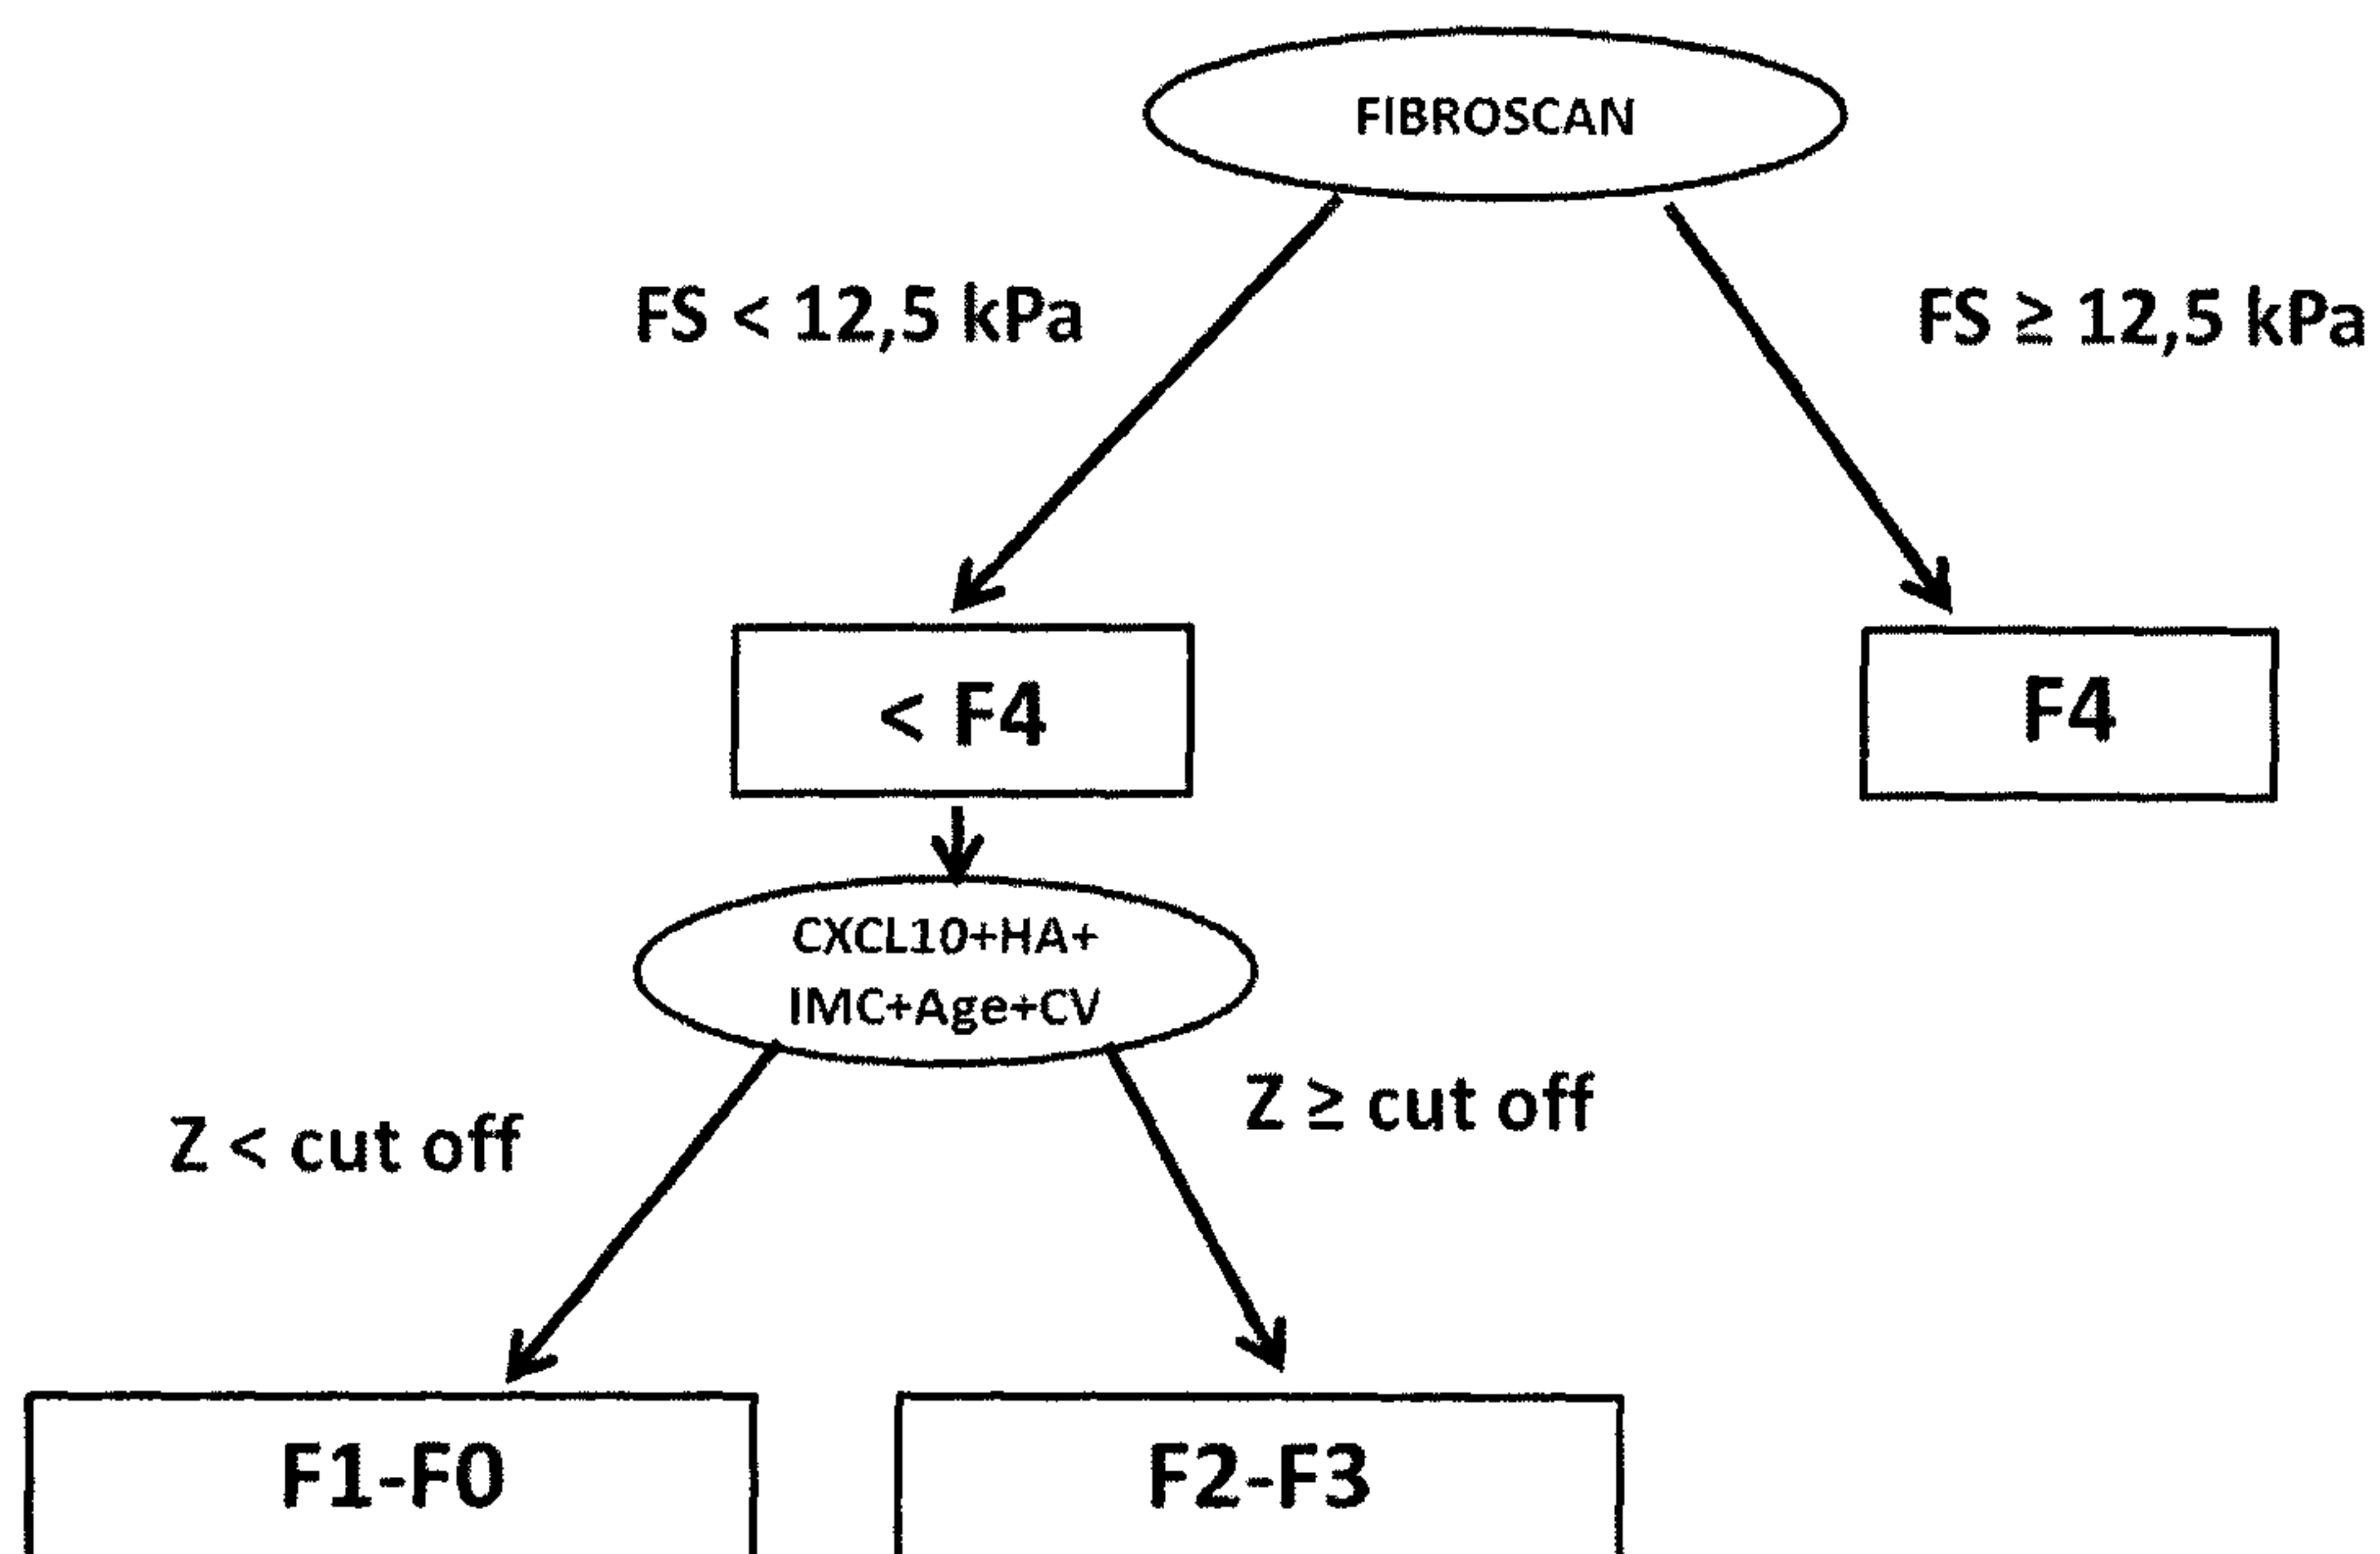 FIBROSCAN
FS < 12,5 kPa
FS ≥ 12,5 kPa
< F4
F4
CXCL10+HA+
IMC+Age+CV
Z < cut off
Z ≥ cut off
F1-F0
F2-F3